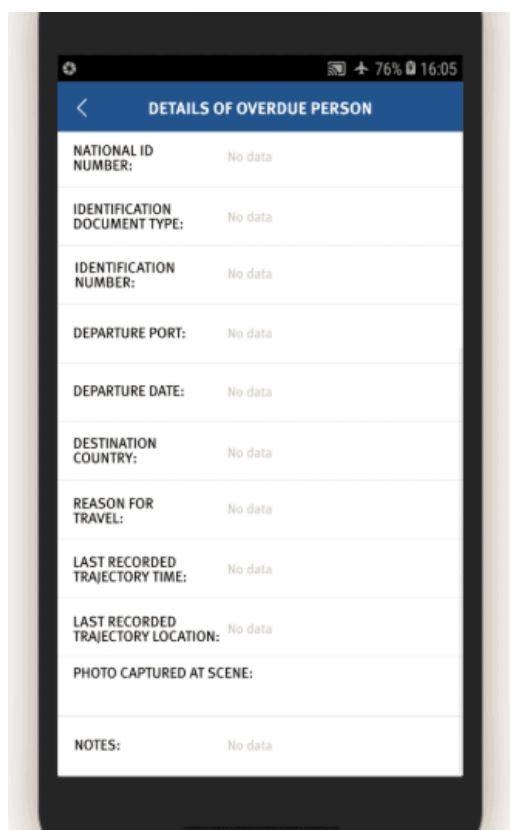 76% 16:05
DETAILS OF OVERDUE PERSON
NATIONAL ID
NUMBER:
No data
IDENTIFICATION
DOCUMENT TYPE:
No data
IDENTIFICATION
NUMBER:
No data
DEPARTURE PORT:
No data
DEPARTURE DATE:
No data
DESTINATION
COUNTRY:
No data
REASON FOR
TRAVEL:
No data
LAST RECORDED
TRAJECTORY TIME:
No data
LAST RECORDED
TRAJECTORY LOCATION:
No data
PHOTO CAPTURED AT SCENE:
NOTES:
No data